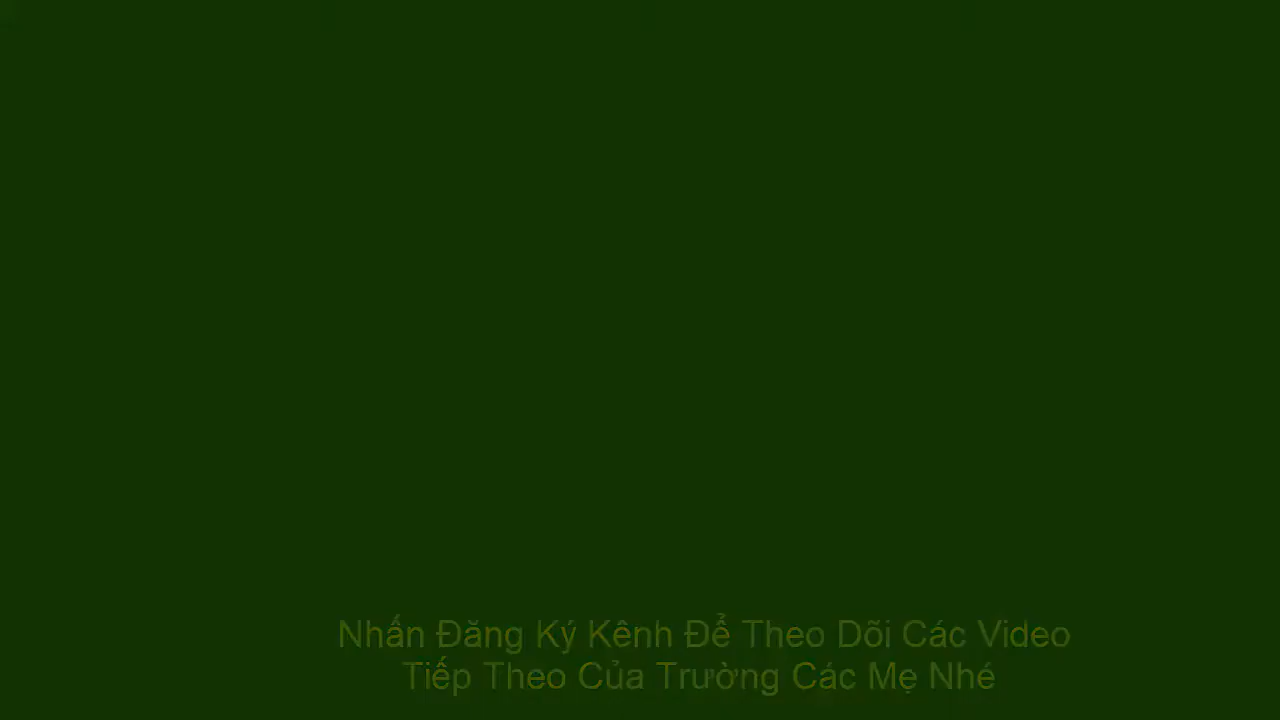 Nhấn Đăng Ký Kênh Để Theo Dõi Các Video
Tiếp Theo Của Trường Các Mẹ Nhé